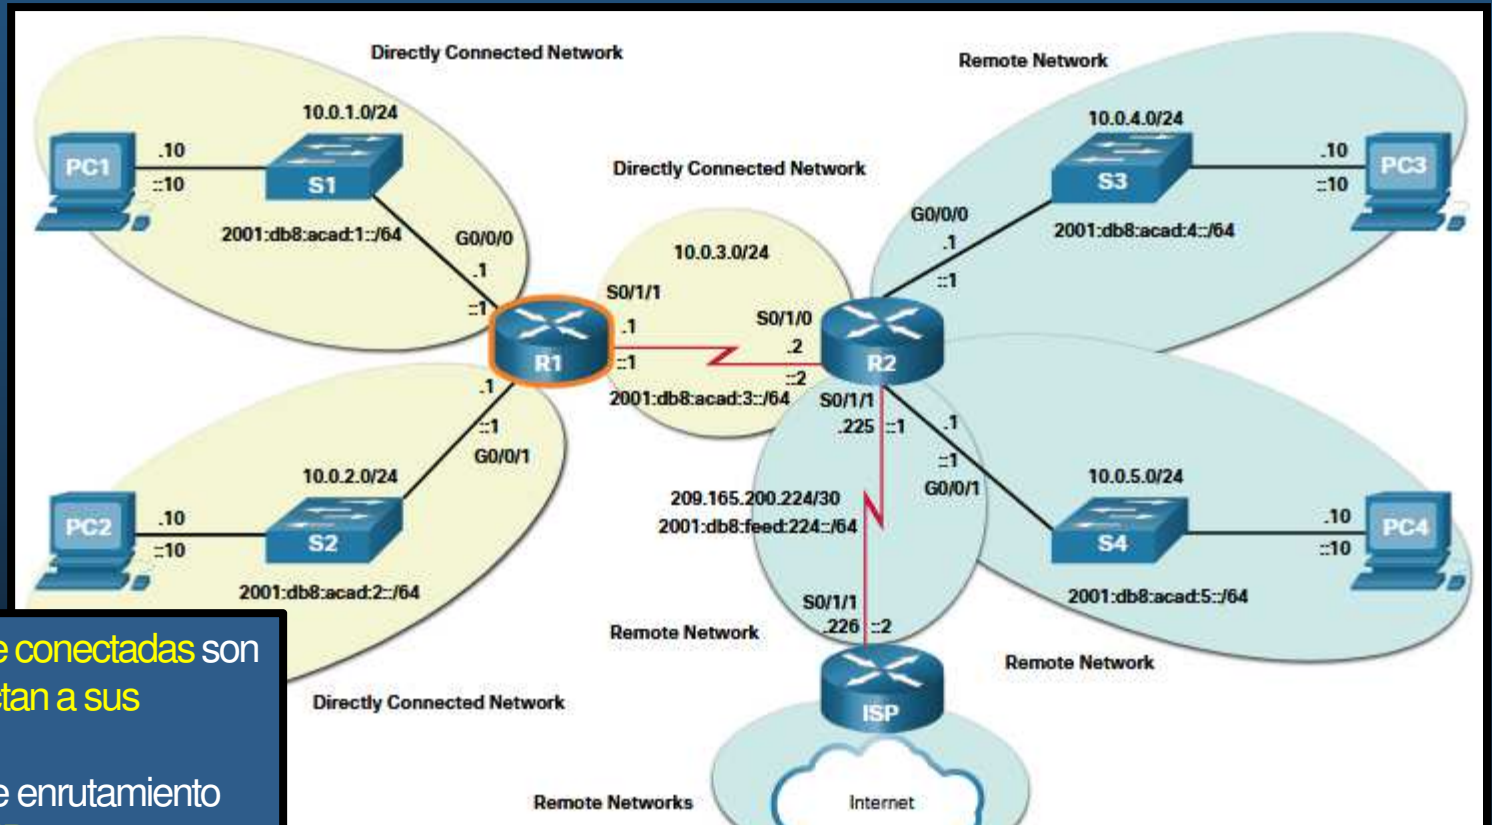 Directly Connected Network
Remote Network
10.0.1.0/24
10.0.4.0/24
PC1
.10
::10
S1
2001:db8:acad:1::/64
G0/0/0
.1
::1
Directly Connected Network
10.0.3.0/24
S3
.10
::10
PC3
G0/0/0
.1
::1
2001:db8:acad:4::/64
S0/1/1
.1
::1
R1
S0/1/0
.2
::2
R2
2001:db8:acad:3::/64
.1
::1
G0/0/1
S0/1/1
.225
::1
.1
::1
G0/0/1
10.0.2.0/24
PC2
.10
::10
S2
2001:db8:acad:2::/64
209.165.200.224/30
2001:db8:feed:224::/64
10.0.5.0/24
S4
.10
::10
PC4
2001:db8:acad:5::/64
S0/1/1
.226
::2
Remote Network
Remote Network
ISP
conectadas son
a sus
enrutamiento
Directly Connected Network
Remote Networks
Internet